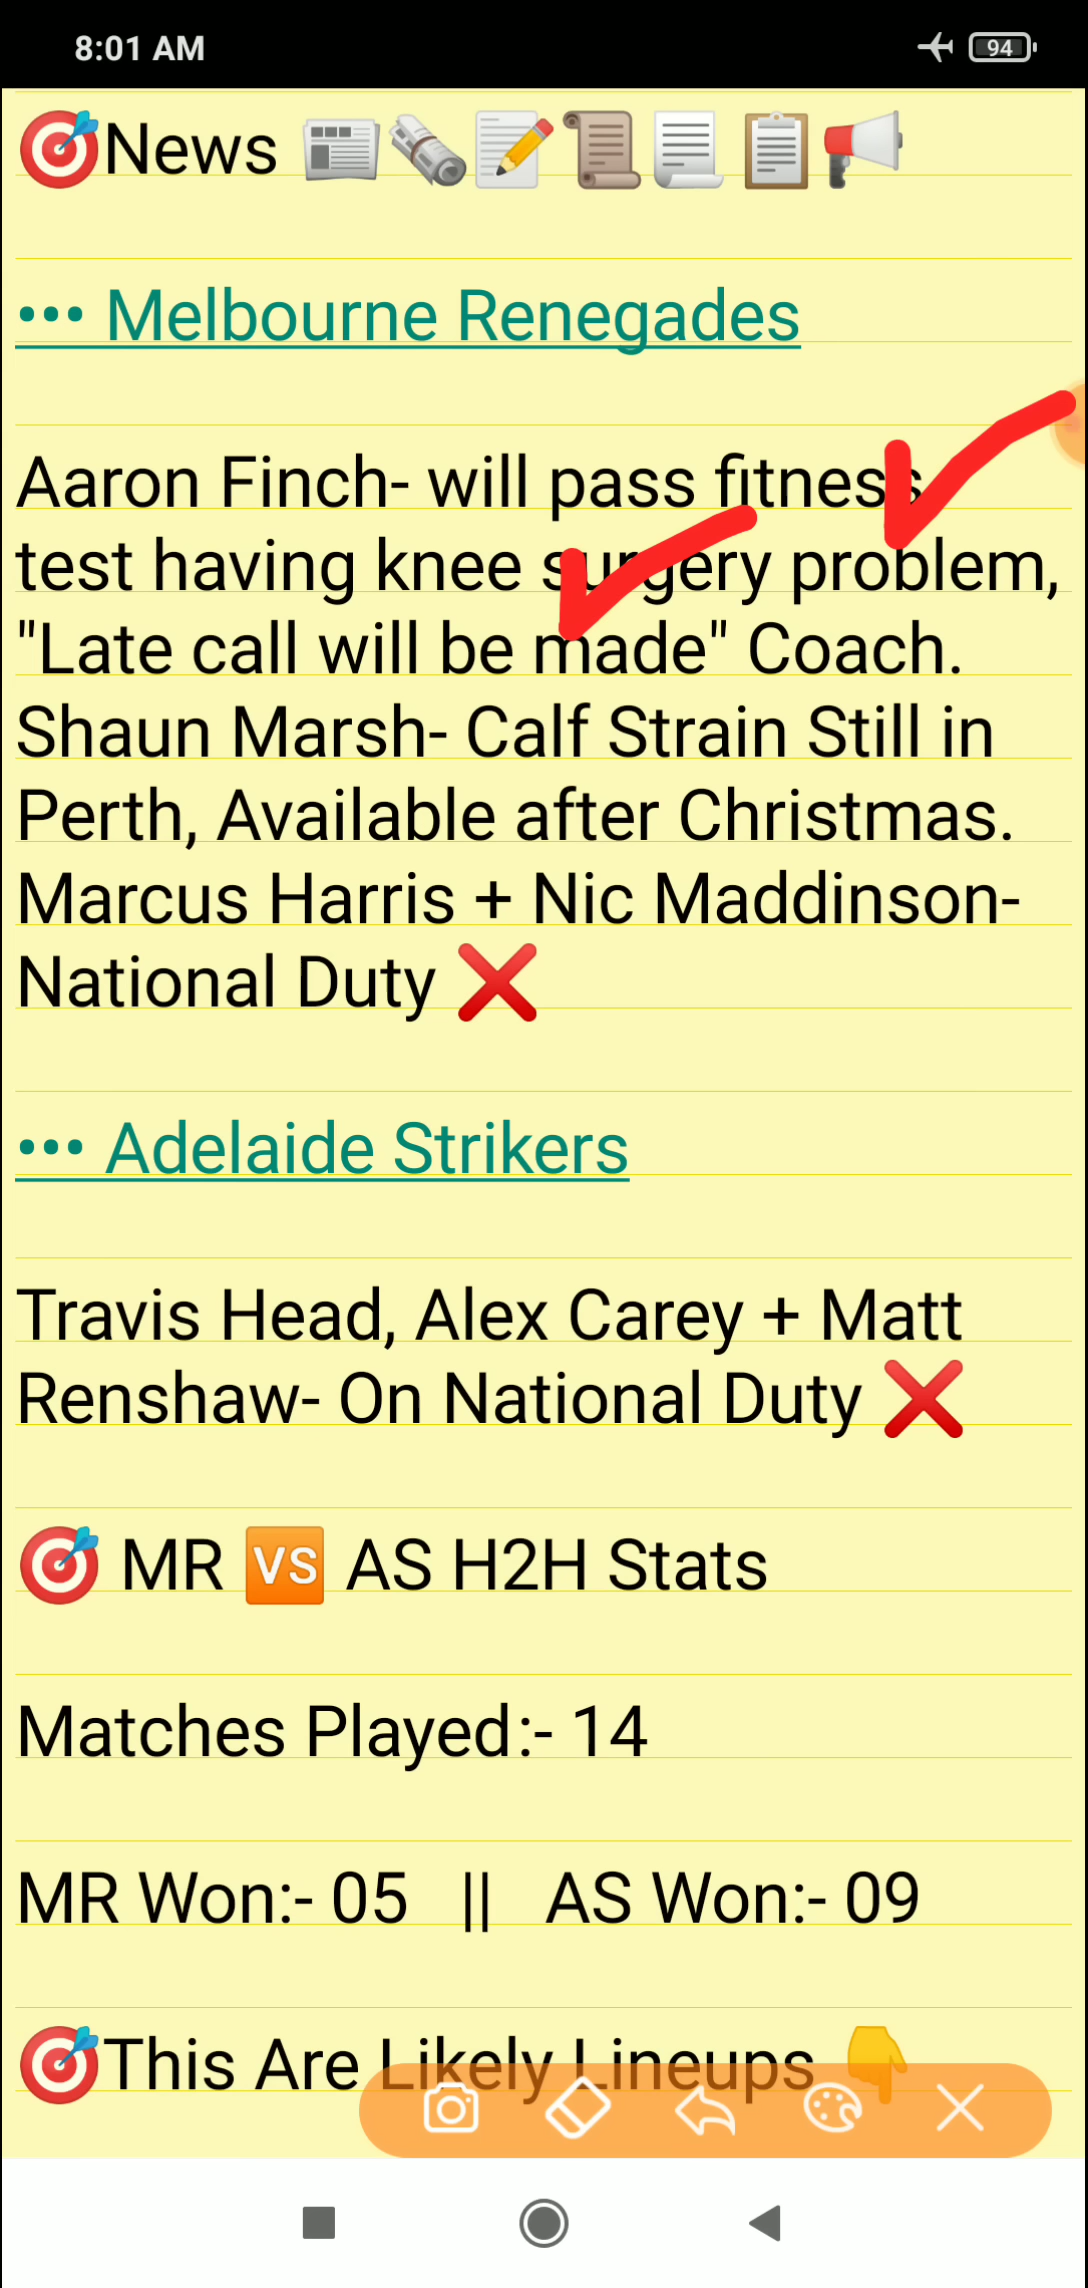 8:01 AM
94
News
••• Melbourne Renegades
Aaron Finch- will pass fitness
test having knee surgery problem,
"Late call will be made" Coach.
Shaun Marsh- Calf Strain Still in
Perth, Available after Christmas.
Marcus Harris + Nic Maddinson-
National Duty ❌
••• Adelaide Strikers
Travis Head, Alex Carey + Matt
Renshaw- On National Duty ❌
🎯 MR 🆚 AS H2H Stats
Matches Played:- 14
MR Won:- 05 || AS Won:- 09
🎯This Are Likely Lineups 👇